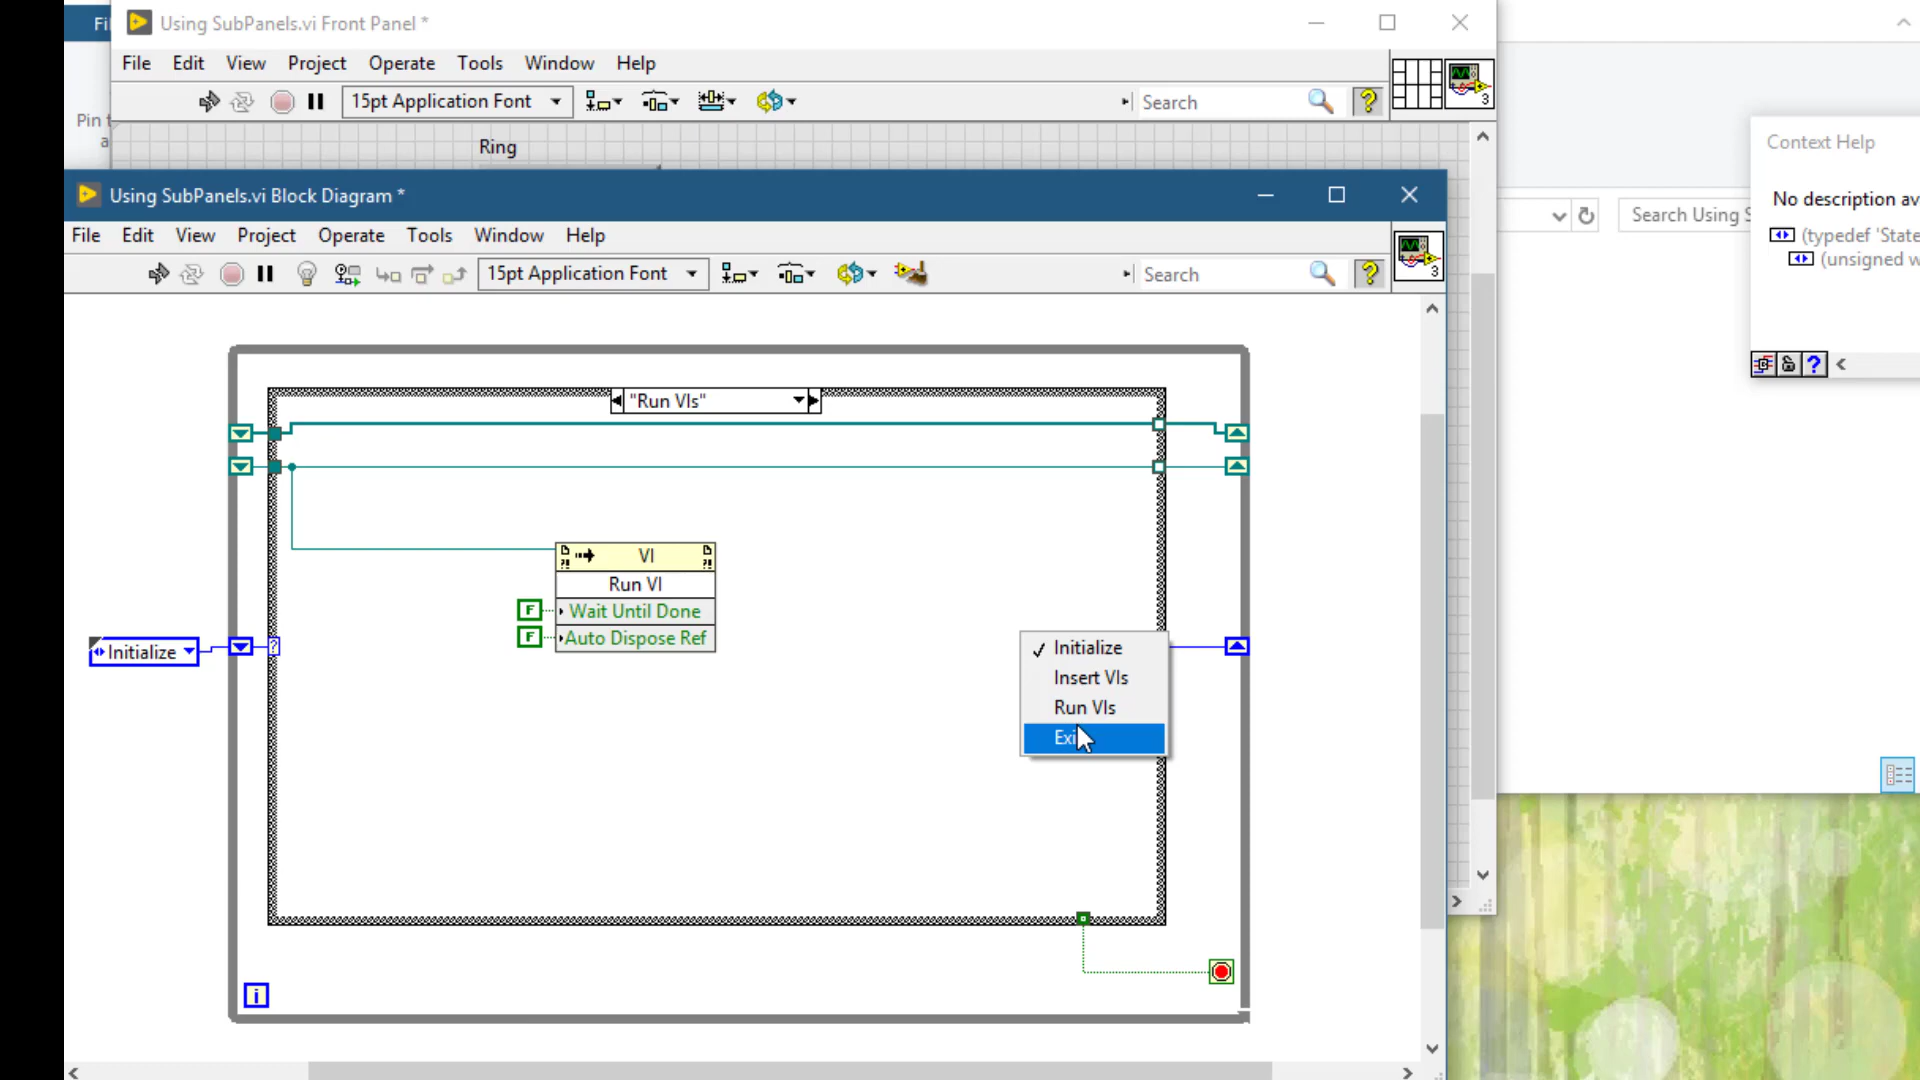 Fi
Using SubPanels.vi Front Panel *
File Edit View Project Operate Tools Window Help
15pt Application Font
Search
?
3
Pin t
a
Ring
Context Help
No description av
(typedef 'State
(unsigned w
?
Search Using S
Using SubPanels.vi Block Diagram *
File Edit View Project Operate Tools Window Help
15pt Application Font
Search
?
3
"Run VIs"
VI
Run VI
F Wait Until Done
F Auto Dispose Ref
Initialize
?
Initialize
Insert VIs
Run VIs
Exi
i